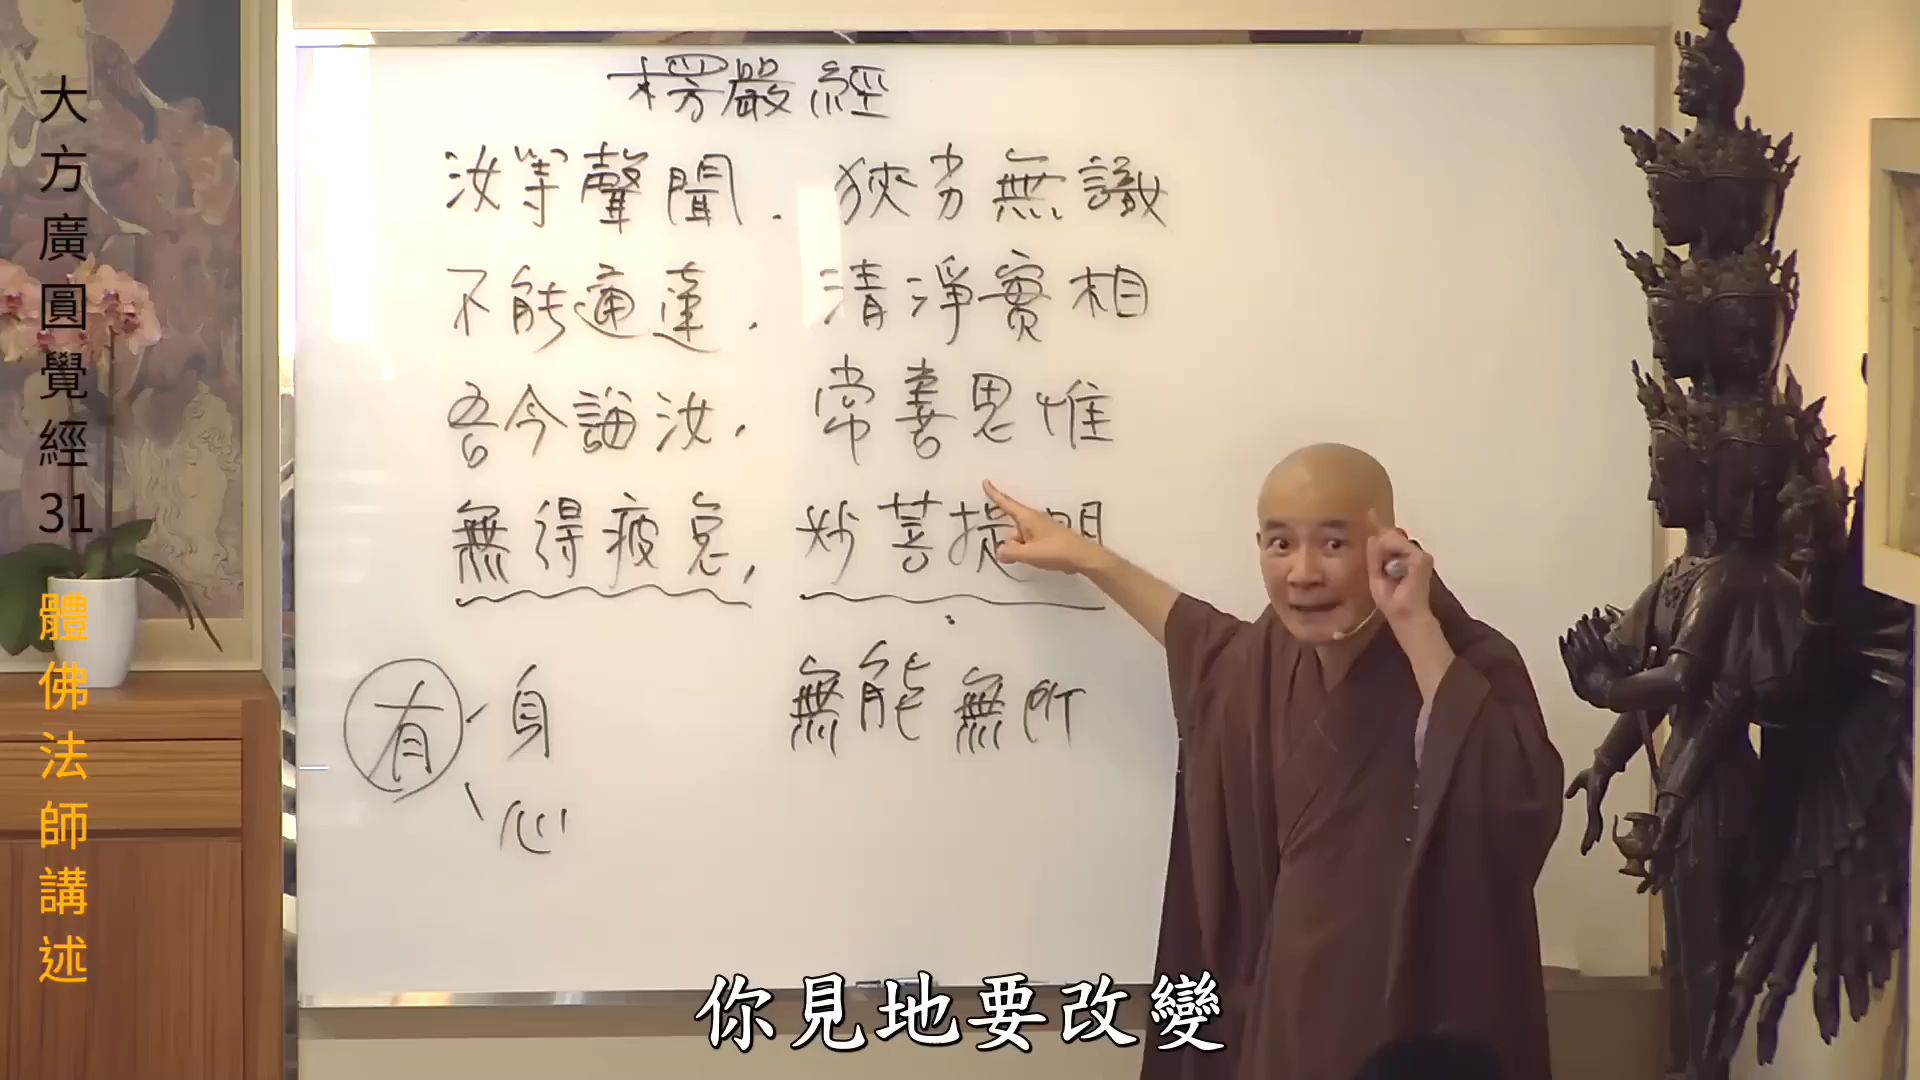 大方廣圓覺經31 體佛法師講述
楞嚴經
汝等聲聞. 狹劣無識
不能通達. 清淨實相
吾今誨汝, 常善思惟
無得疲怠, 妙菩提門
無能無所
有 身
心
你見地要改變